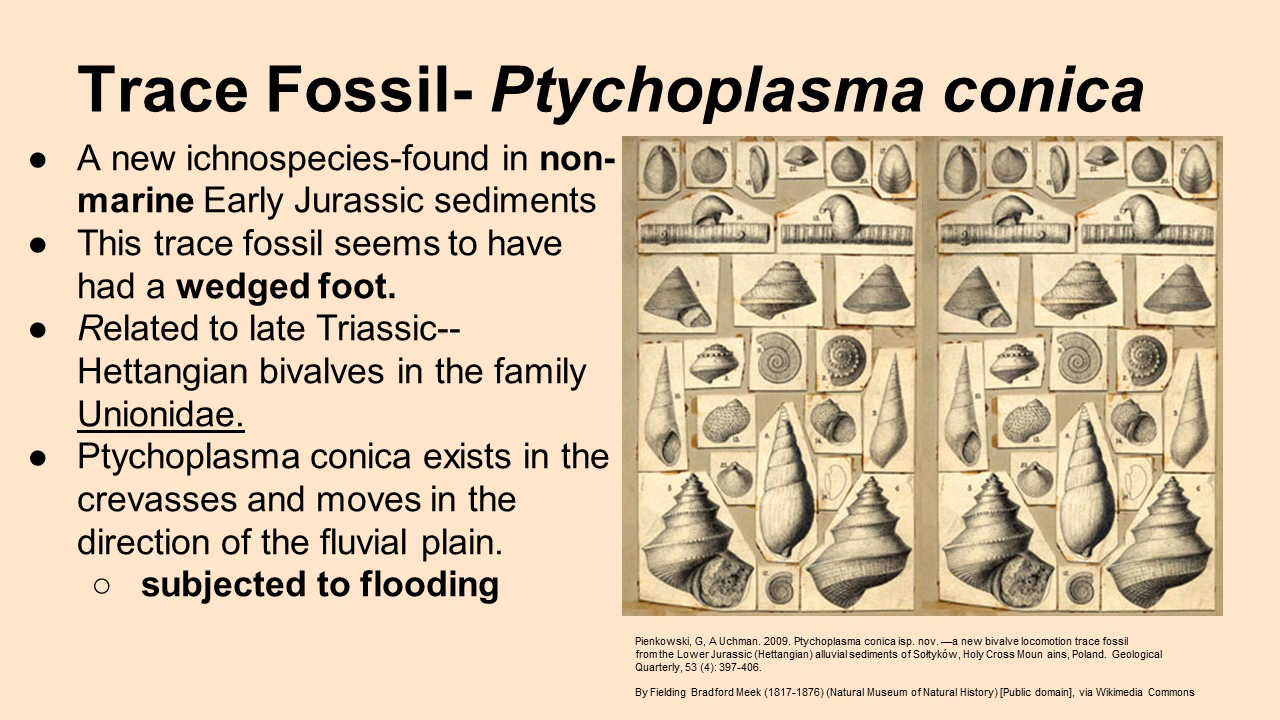 Trace Fossil- Ptychoplasma conica
● A new ichnospecies-found in non-
marine Early Jurassic sediments
● This trace fossil seems to have
had a wedged foot.
● Related to late Triassic--
Hettangian bivalves in the family
Unionidae.
● Ptychoplasma conica exists in the
crevasses and moves in the
direction of the fluvial plain.
○ subjected to flooding
Pienkowski, G, A Uchman. 2009. Ptychoplasma conica isp. nov. —a new bivalve locomotion trace fossil
from the Lower Jurassic (Hettangian) alluvial sediments of Sołtyków, Holy Cross Moun ains, Poland. Geological
Quarterly, 53 (4): 397-406.
By Fielding Bradford Meek (1817-1876) (Natural Museum of Natural History) [Public domain], via Wikimedia Commons